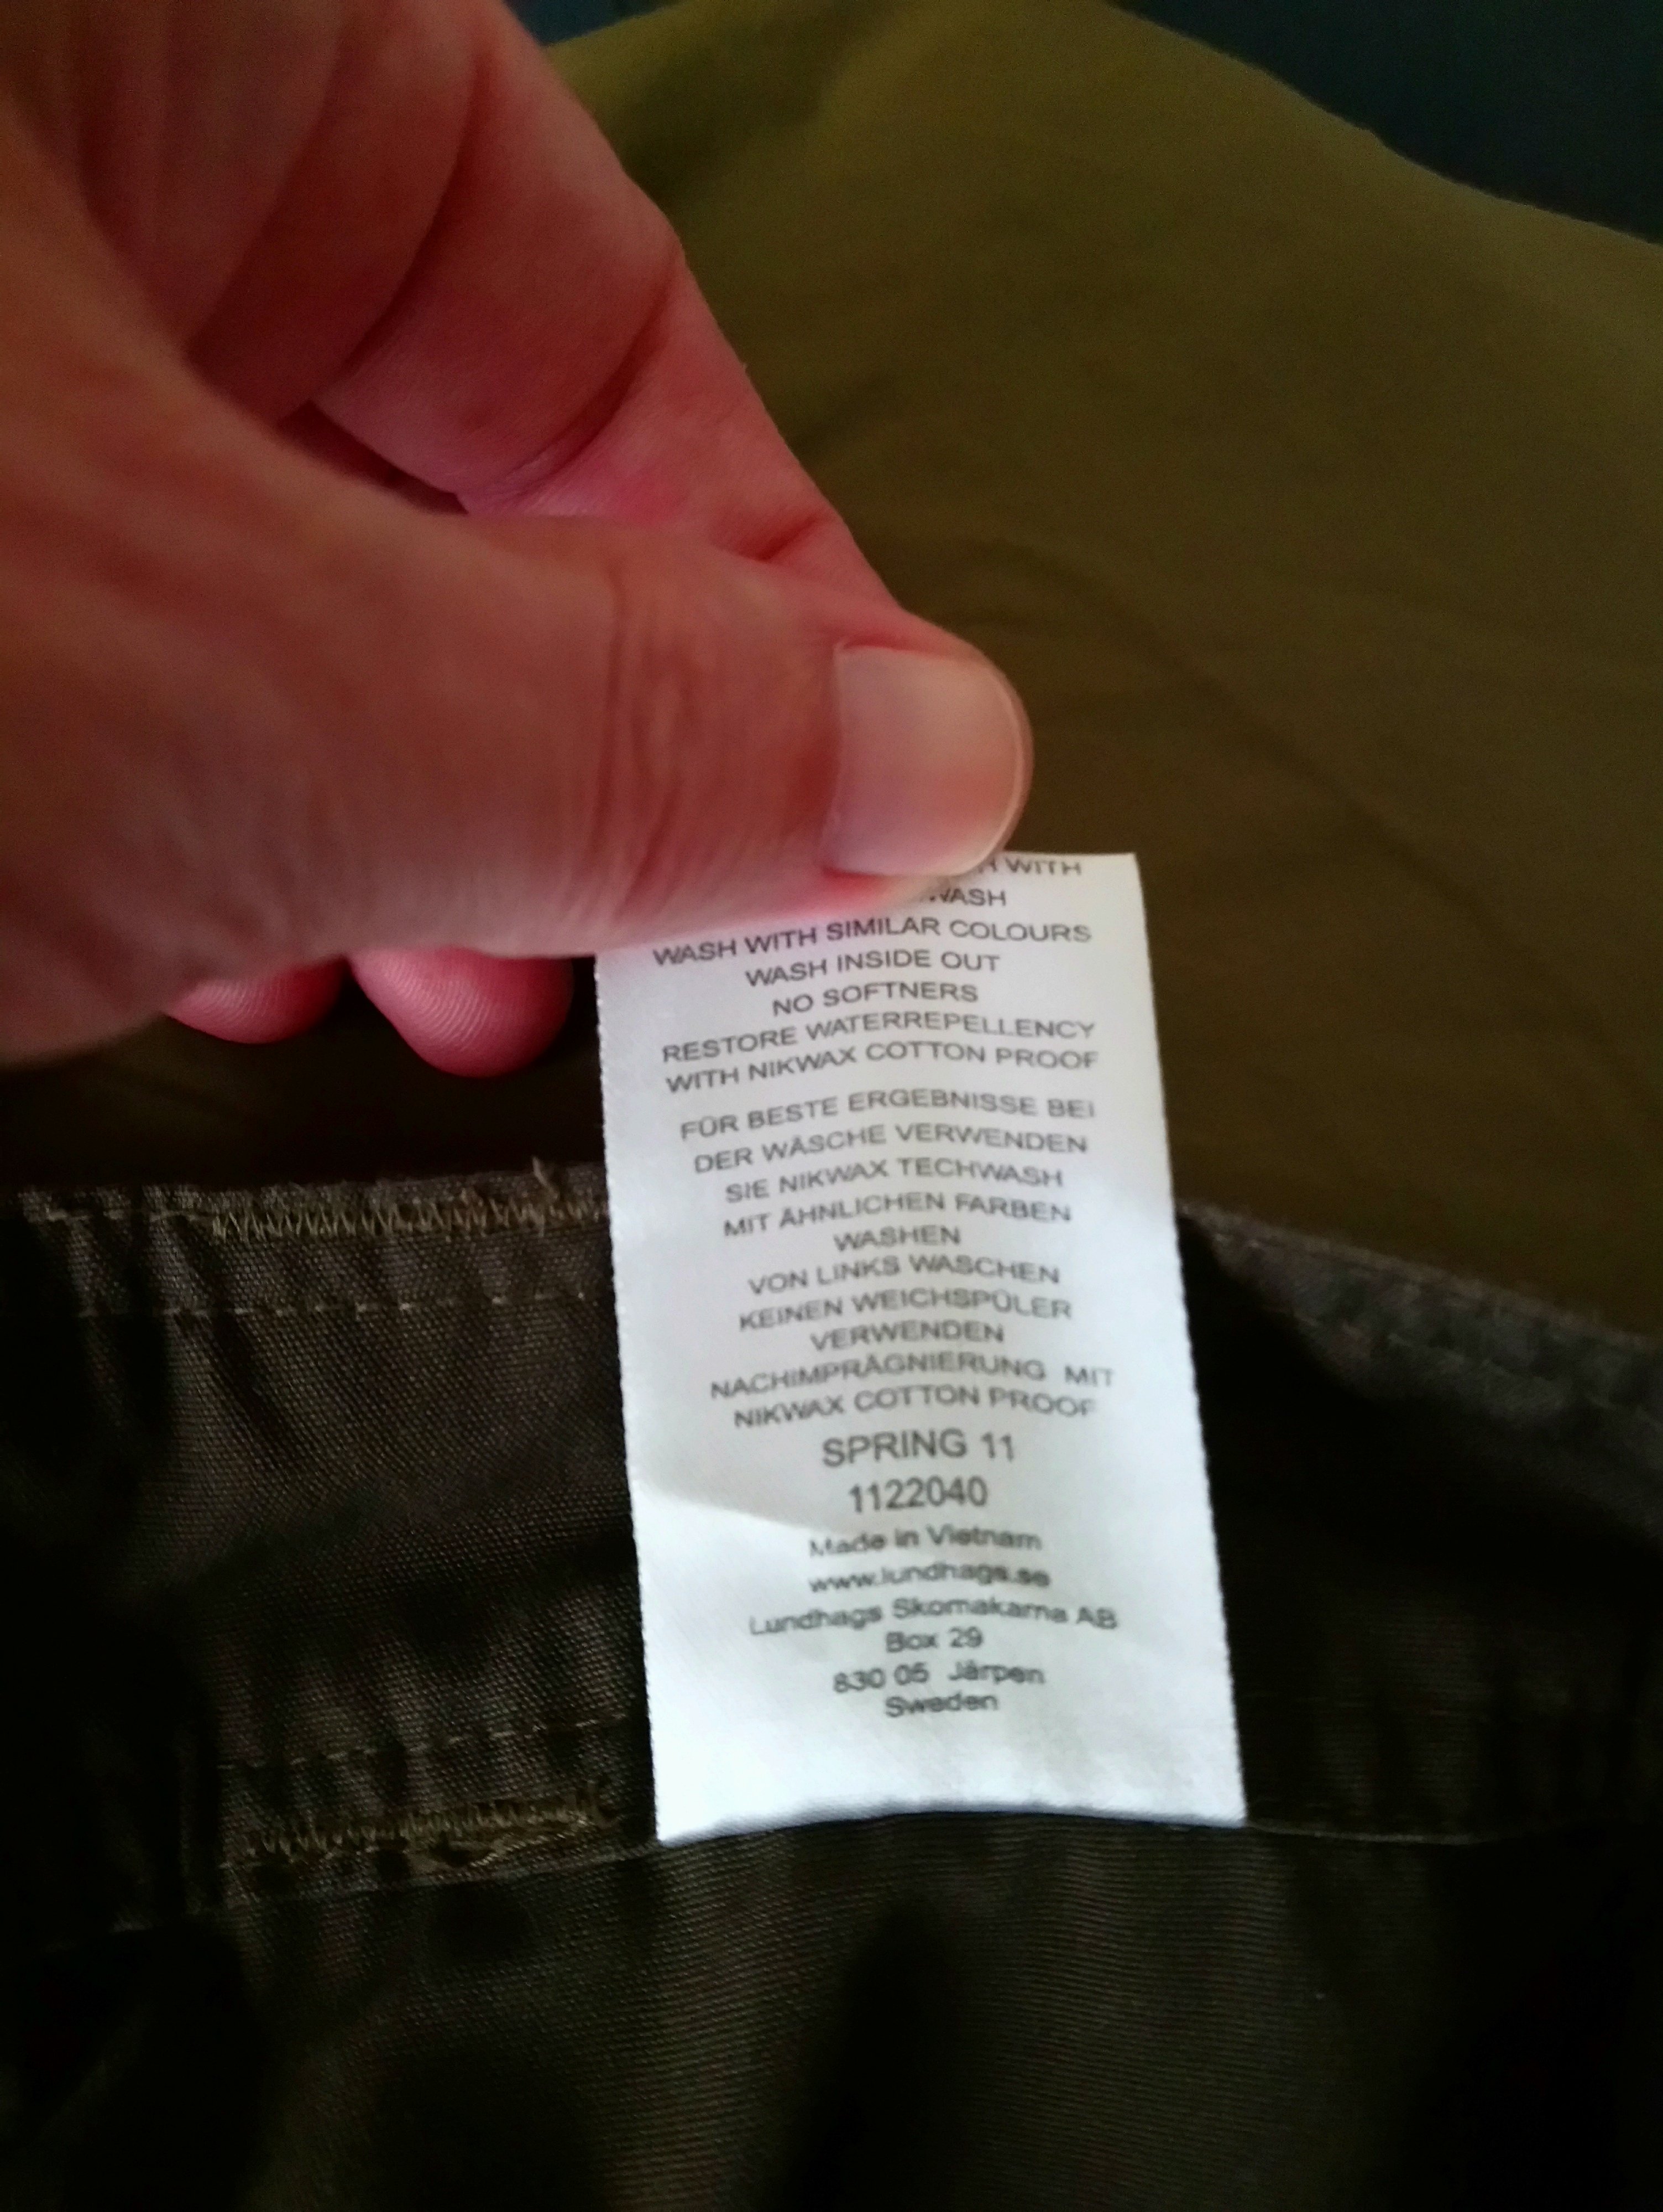 WITH
WASH
WASH WITH SIMILAR COLOURS
WASH INSIDE OUT
NO SOFTNERS
RESTORE WATERREPELLENCY
WITH NIKWAX COTTON PROOF
FÜR BESTE ERGEBNISSE BEI
DER WÄSCHE VERWENDEN
SIE NIKWAX TECHWASH
MIT ÄHNLICHEN FARBEN
WASHEN
VON LINKS WASCHEN
KEINEN WEICHSPÜLER
VERWENDEN
NACHIMPRÄGNIERUNG MIT
NIKWAX COTTON PROOF
SPRING 11
1122040
Made in Vietnam
www.lundhags.se
Lundhags Skomakarna AB
Box 29
830 05 Järpen
Sweden